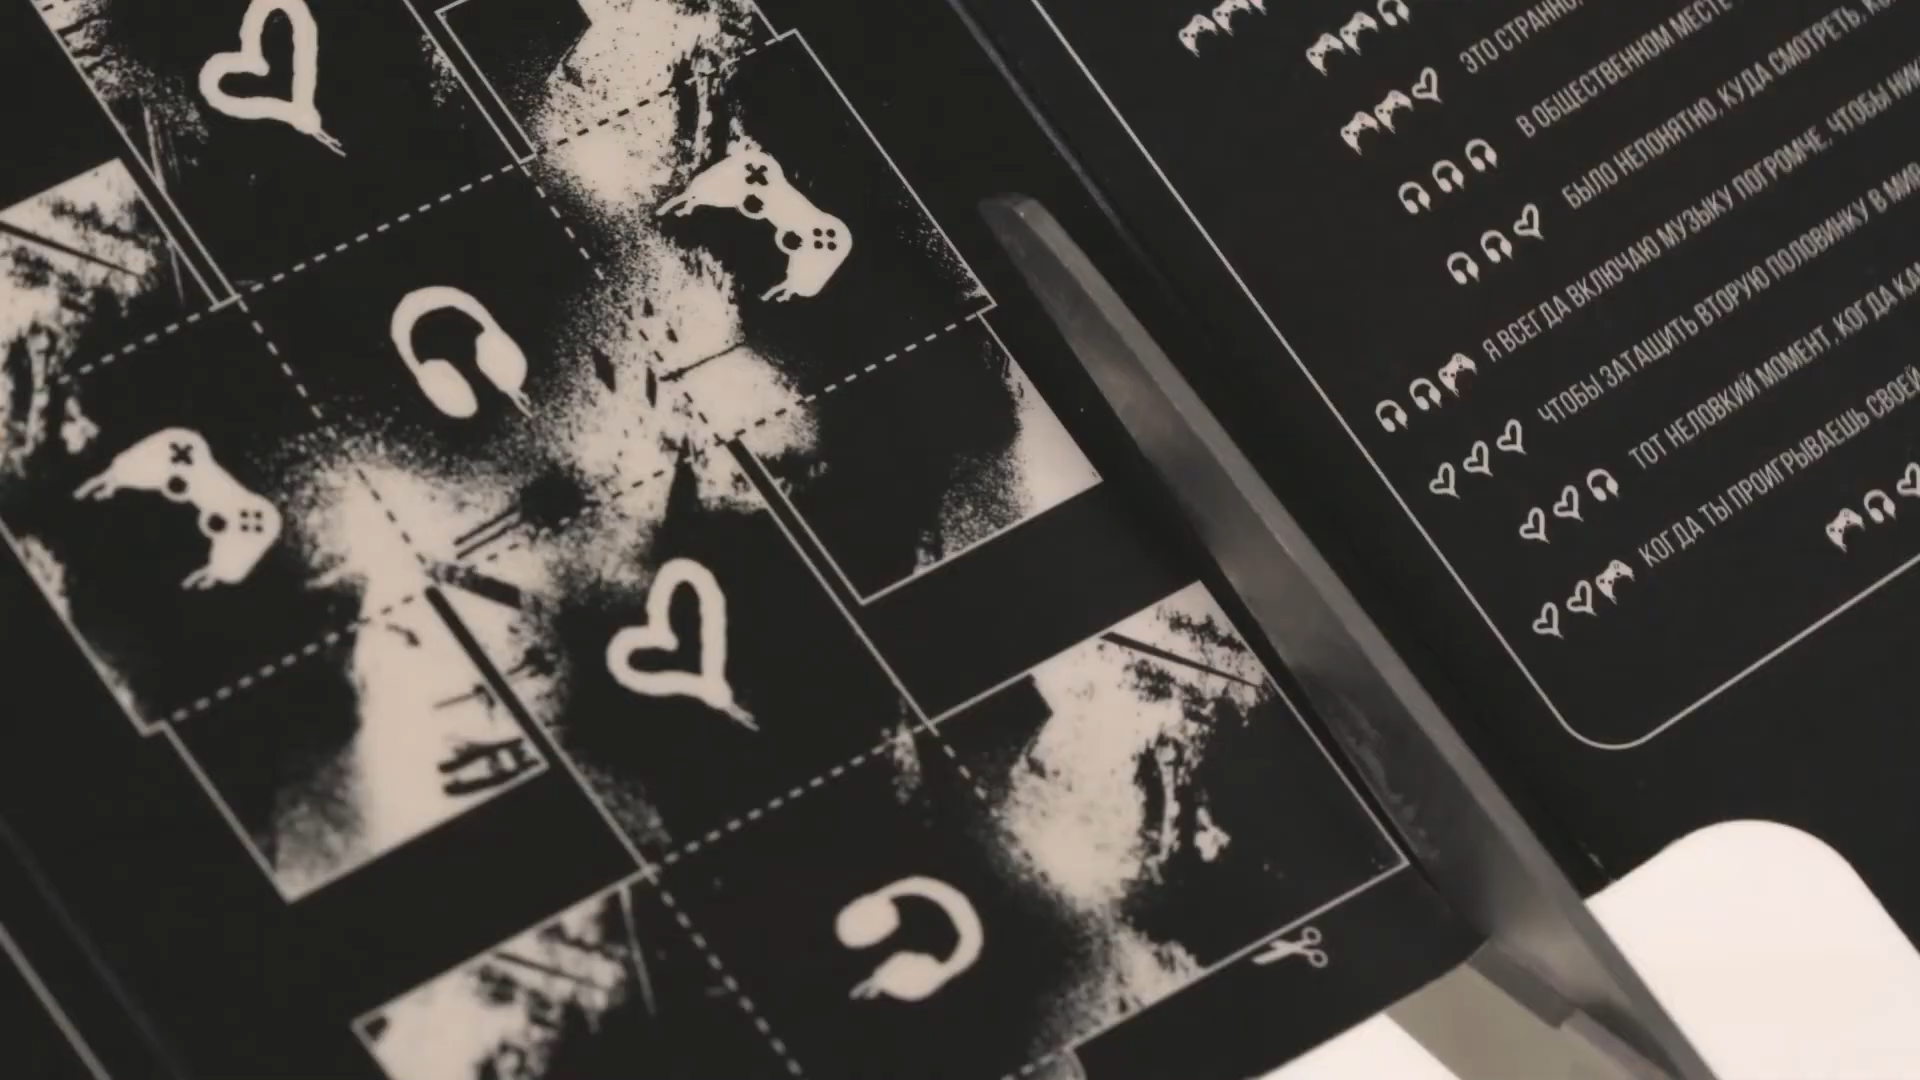 ЭТО СТРАННО,
В ОБЩЕСТВЕННОМ МЕСТЕ
БЫЛО НЕПОНЯТНО, КУДА СМОТРЕТЬ,
Я ВСЕГДА ВКЛЮЧАЮ МУЗЫКУ ПОГРОМЧЕ, ЧТОБЫ
ЧТОБЫ ЗАТАЩИТЬ ВТОРУЮ ПОЛОВИНКУ В
ТОТ НЕЛОВКИЙ МОМЕНТ, КОГДА
КОГДА ТЫ ПРОИГРЫВАЕШЬ СВОЕЙ